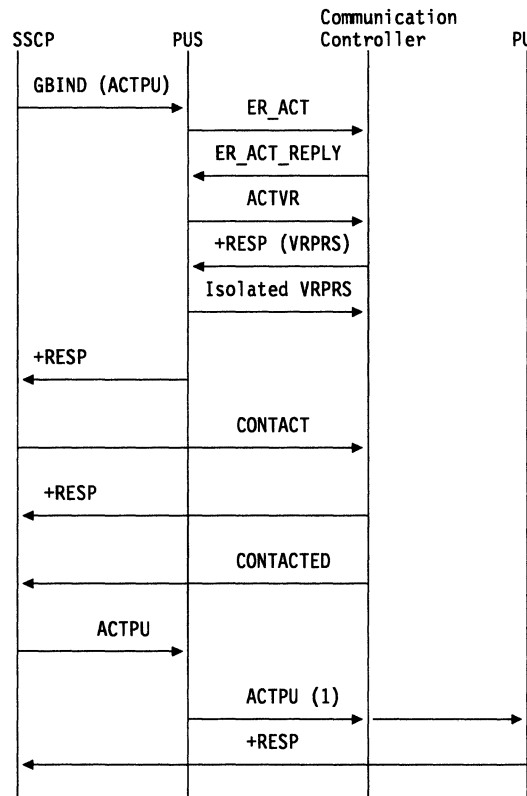 Communication
SSCP PUS Controller PU
GBIND (ACTPU)
ER_ACT
ER_ACT_REPLY
ACTVR
+RESP (VRPRS)
Isolated VRPRS
+RESP
CONTACT
+RESP
CONTACTED
ACTPU
ACTPU (1)
+RESP